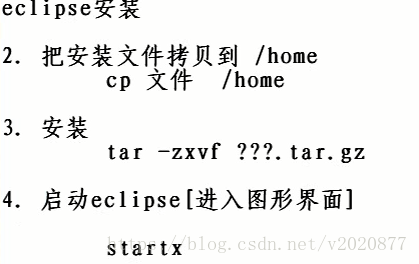 eclipse安装
2. 把安装文件拷贝到 /home
cp 文件 /home
3. 安装
tar -zxvf ???.tar.gz
4. 启动eclipse[进入图形界面]
startx
https://blog.csdn.net/v2020877